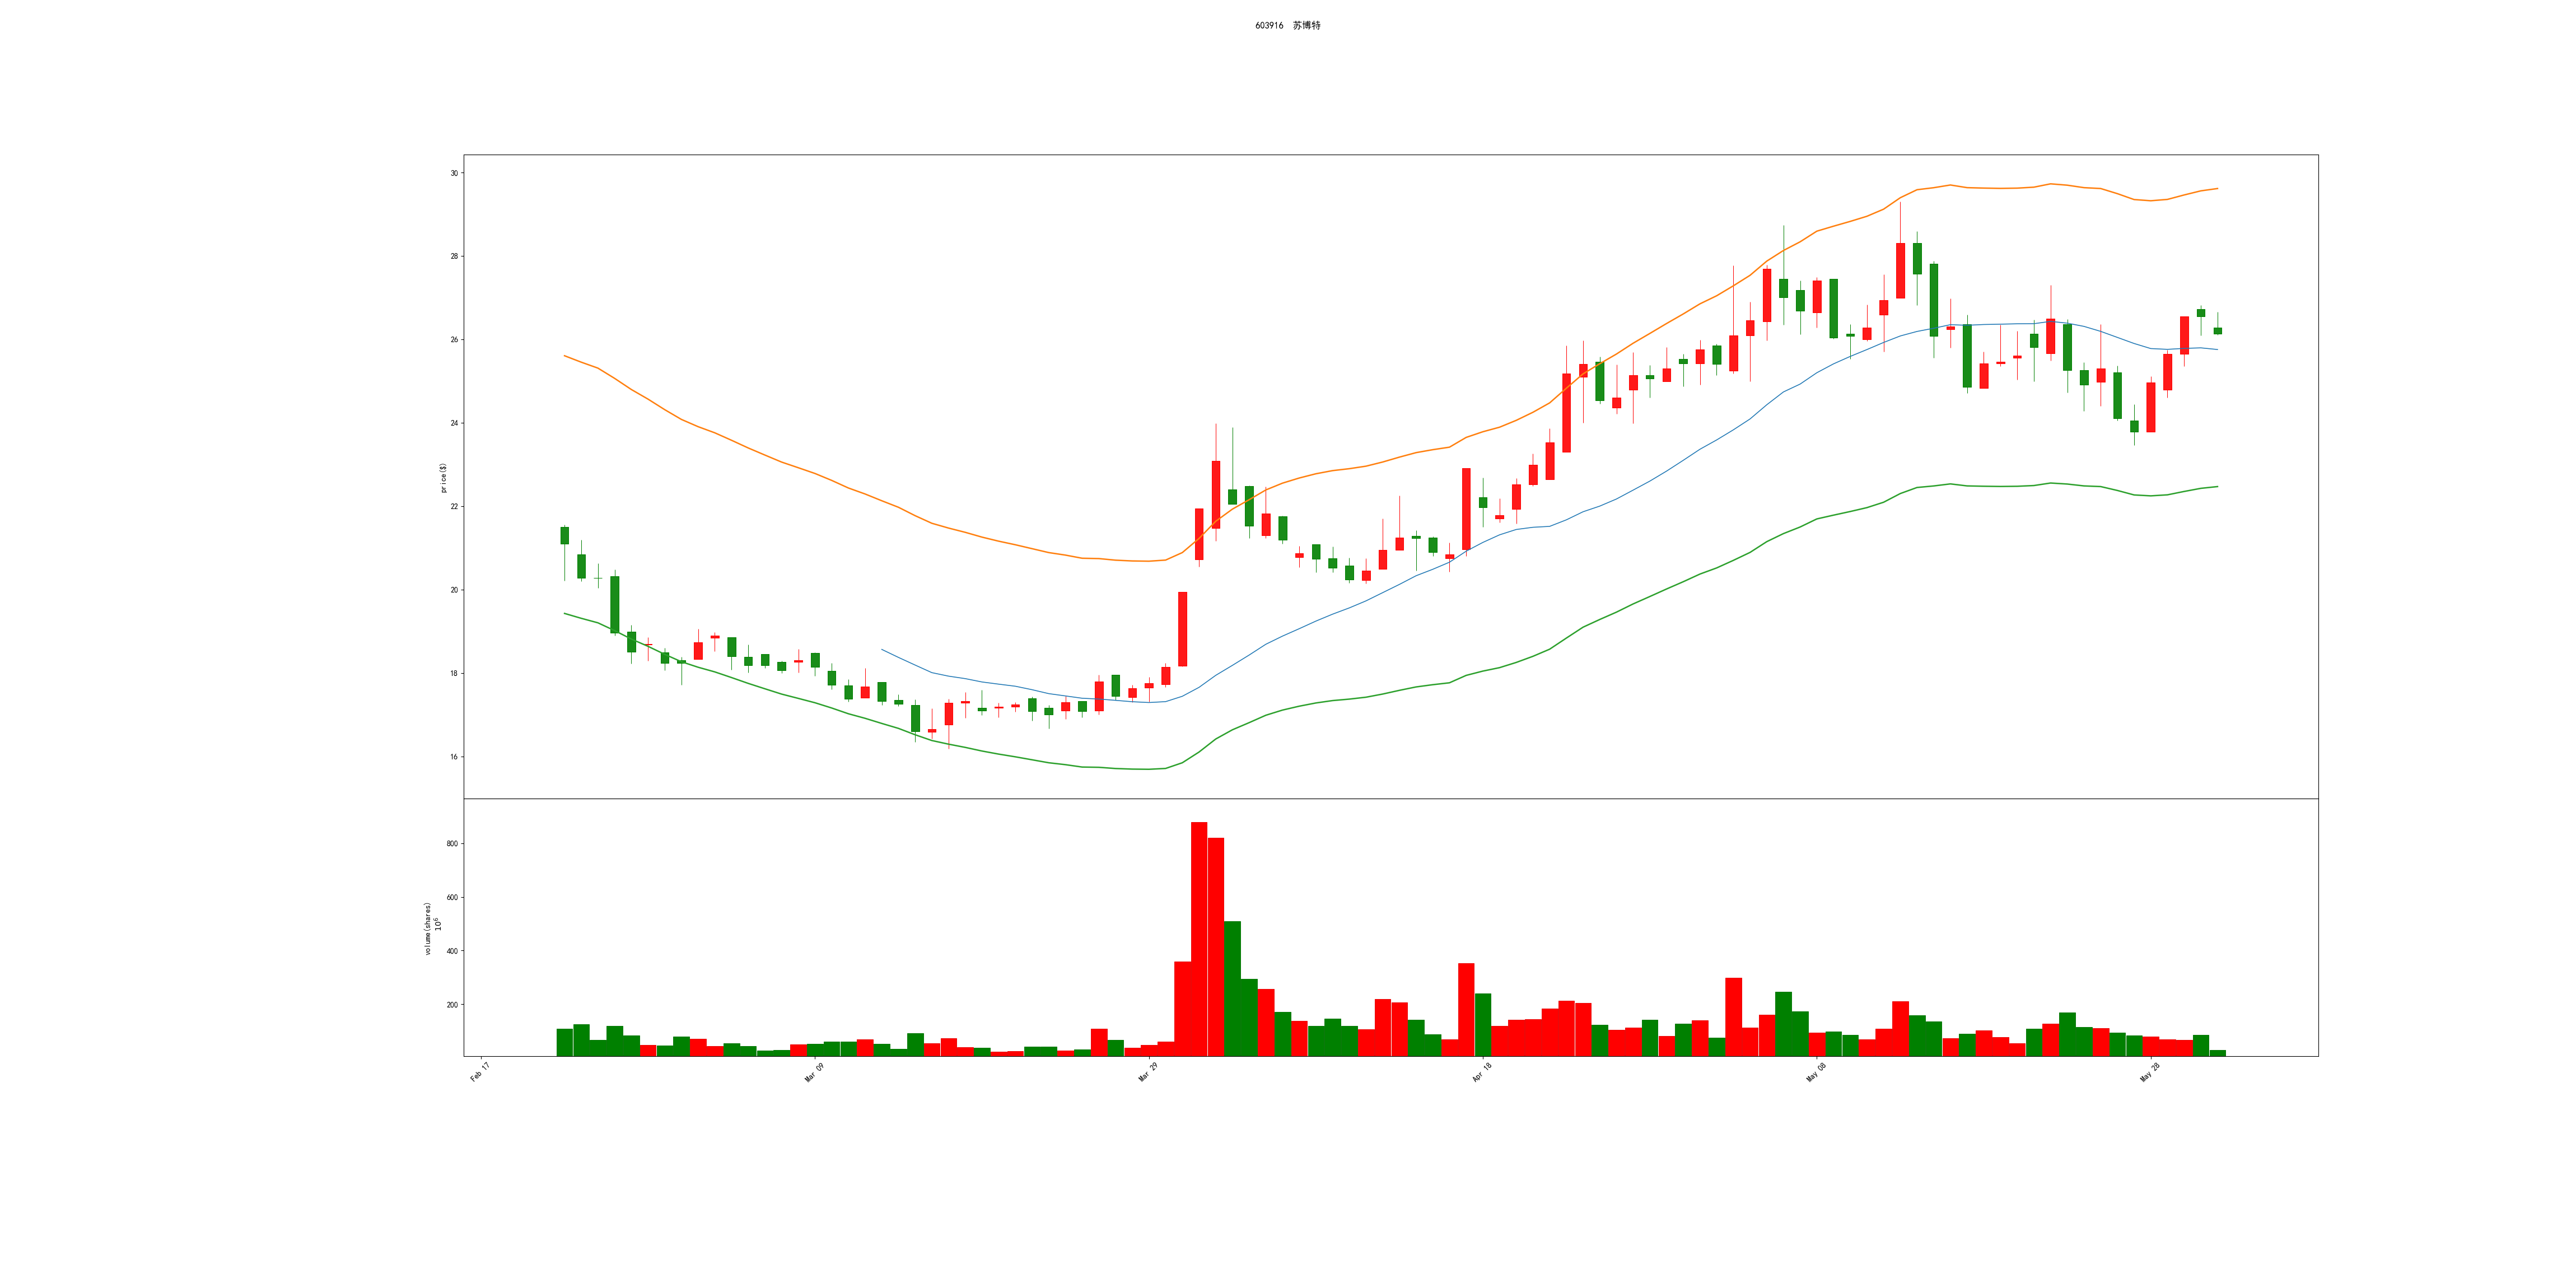 603916  苏博特
30
28
26
24
22
20
18
16
price($)
800
600
400
200
volume(shares)
10^6
Feb 17
Mar 09
Mar 29
Apr 18
May 08
May 28